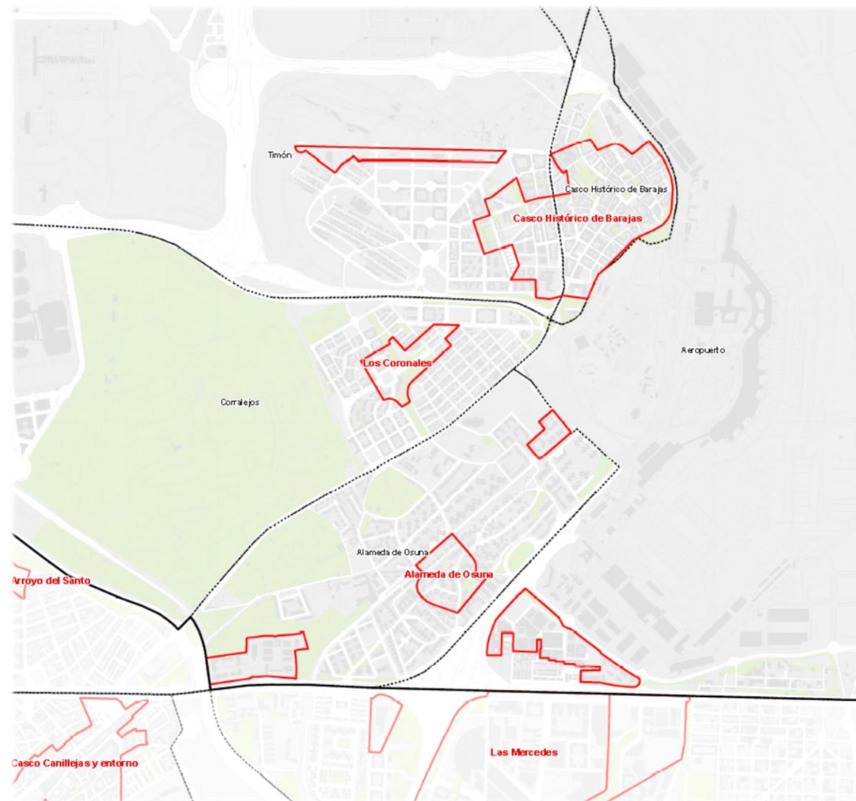 Timón
Casco Histórico de Barajas
Casco Histórico de Barajas
Aeropuerto
Los Coronales
Corralejos
Alameda de Osuna
Alameda de Osuna
Arroyo del Santo
Las Mercedes
Casco Canillejas y entorno